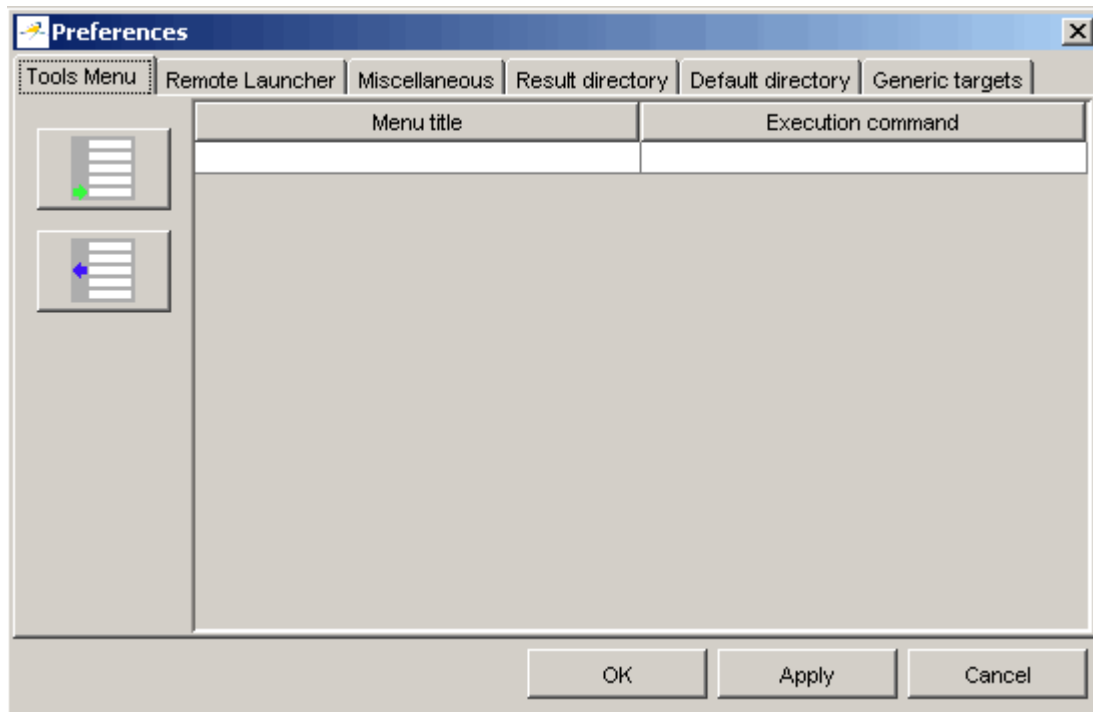 Preferences
Tools Menu Remote Launcher Miscellaneous Result directory Default directory Generic targets
Menu title Execution command
OK Apply Cancel